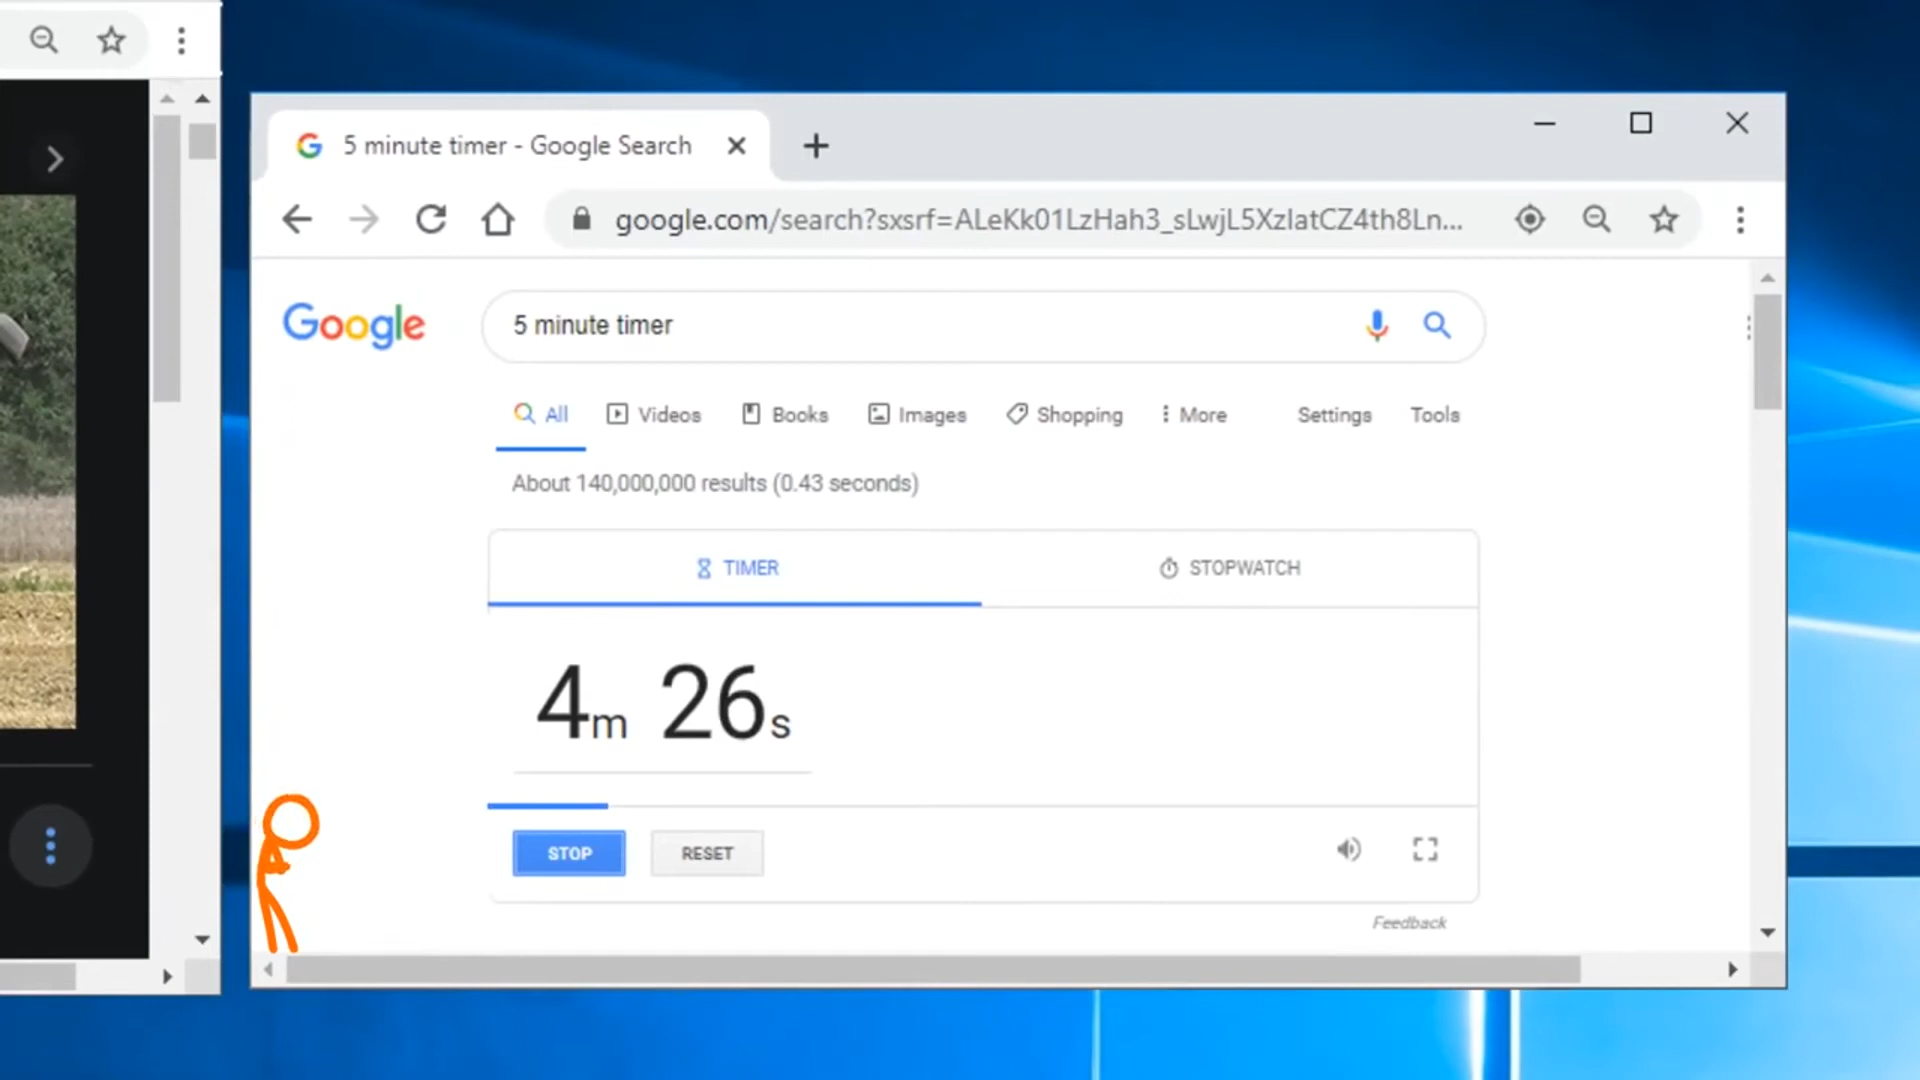 5 minute timer - Google Search
google.com/search?sxsrf=ALeKk01LzHah3_sLwjL5XzIatCZ4th8Ln...
Google
5 minute timer
All Videos Books Images Shopping More Settings Tools
About 140,000,000 results (0.43 seconds)
TIMER STOPWATCH
4m 26s
STOP RESET
Feedback